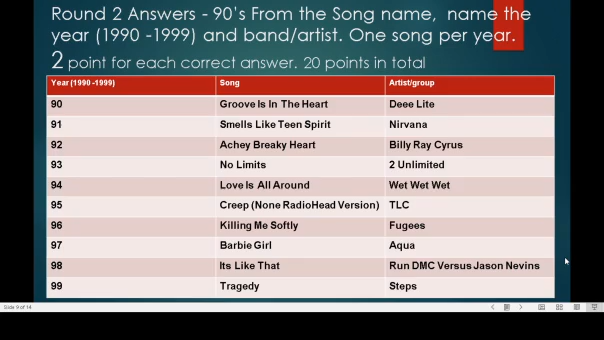 Round 2 Answers - 90's From the Song name, name the
year (1990 -1999) and band/artist. One song per year.
2 point for each correct answer. 20 points in total
Year (1990 -1999) Song Artist/group
90 Groove Is In The Heart Deee Lite
91 Smells Like Teen Spirit Nirvana
92 Achey Breaky Heart Billy Ray Cyrus
93 No Limits 2 Unlimited
94 Love Is All Around Wet Wet Wet
95 Creep (None RadioHead Version) TLC
96 Killing Me Softly Fugees
97 Barbie Girl Aqua
98 Its Like That Run DMC Versus Jason Nevins
99 Tragedy Steps
Slide 9 of 14